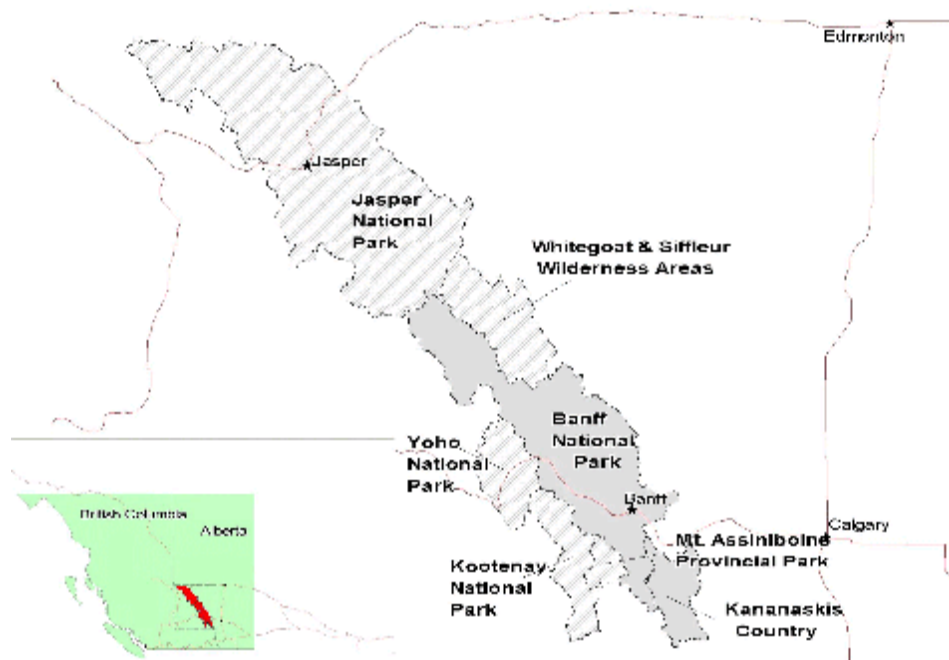 Edmonton
Jasper
Jasper
National
Park
Whitegoat & Siffleur
Wilderness Areas
Banff
National
Park
Yoho
National
Park
Banff
Calgary
Mt. Assiniboine
Provincial Park
Kootenay
National
Park
Kananaskis
Country
British Columbia
Alberta